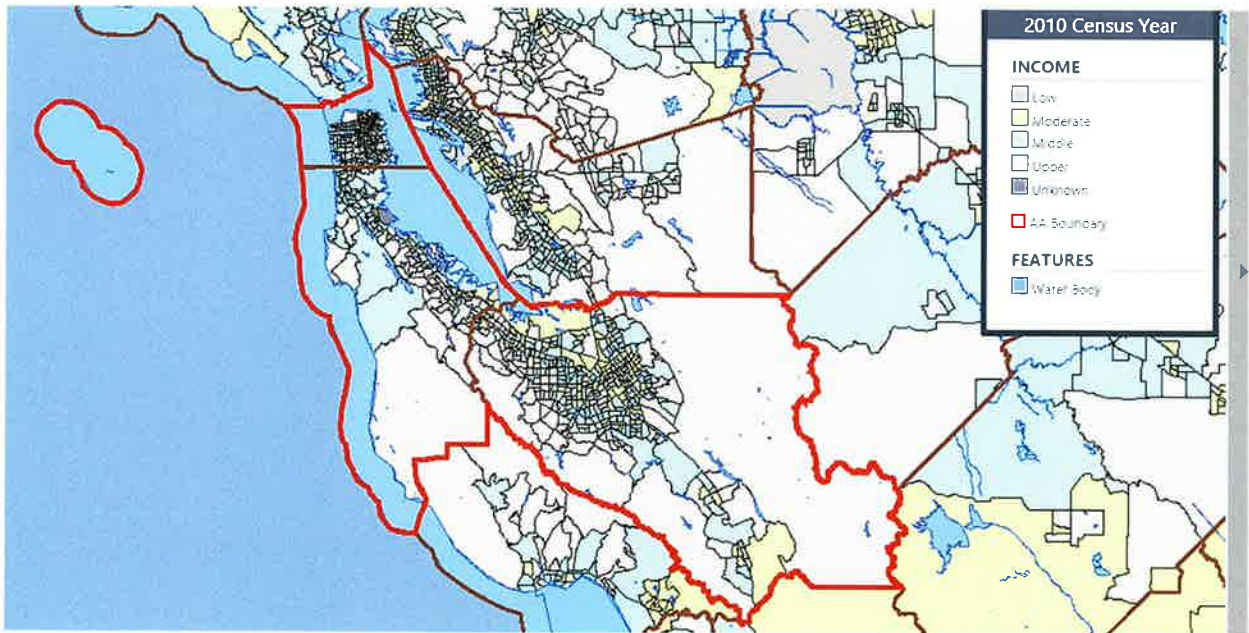 2010 Census Year
INCOME
Low
Moderate
Middle
Upper
Unknown
AA Boundary
FEATURES
Water Body